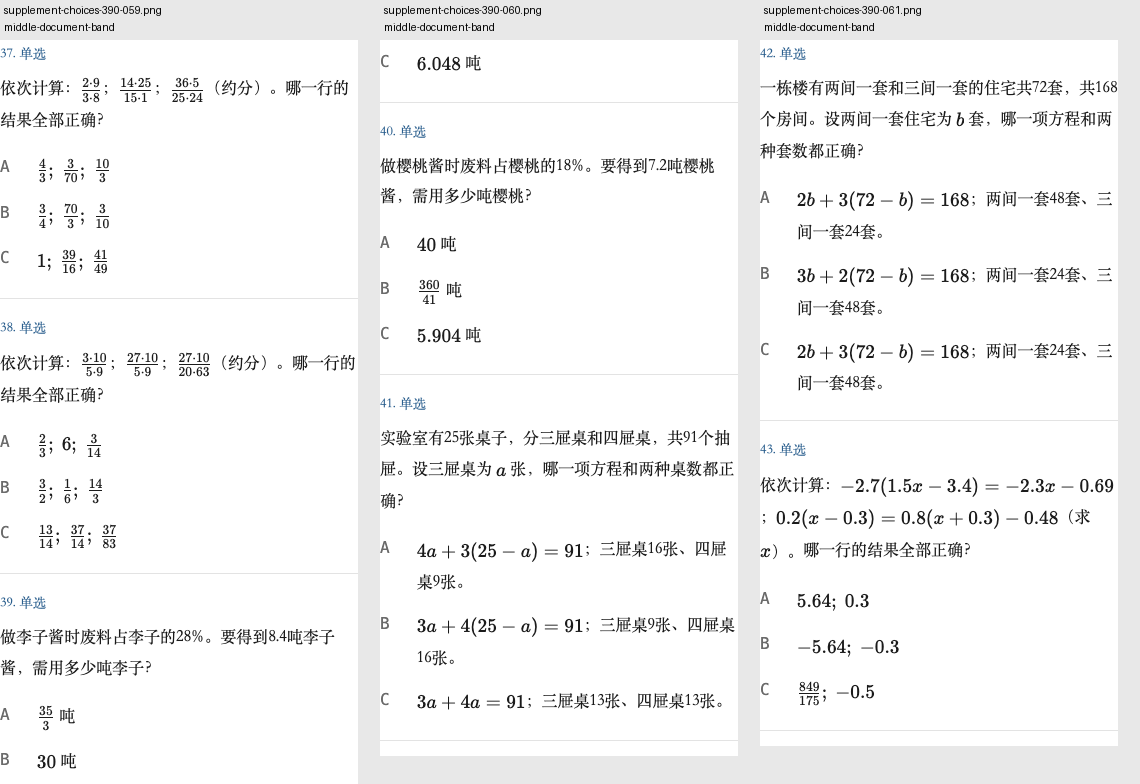 supplement-choices-390-059.png
middle-document-band
37. 单选
依次计算：2·9/3·8；14·25/15·1；36·5/25·24（约分）。哪一行的
结果全部正确？
A 4/3; 3/70; 10/3
B 3/4; 70/3; 3/10
C 1; 39/16; 41/49
38. 单选
依次计算：3·10/5·9；27·10/5·9；27·10/20·63（约分）。哪一行的
结果全部正确？
A 2/3; 6; 3/14
B 3/2; 1/6; 14/3
C 13/14; 37/14; 37/83
39. 单选
做李子酱时废料占李子的28%。要得到8.4吨李子
酱，需用多少吨李子？
A 35/3 吨
B 30 吨
supplement-choices-390-060.png
middle-document-band
C 6.048 吨
40. 单选
做樱桃酱时废料占樱桃的18%。要得到7.2吨樱桃
酱，需用多少吨樱桃？
A 40 吨
B 360/41 吨
C 5.904 吨
41. 单选
实验室有25张桌子，分三屉桌和四屉桌，共91个抽
屉。设三屉桌为 a 张，哪一项方程和两种桌数都正
确？
A 4a + 3(25 − a) = 91；三屉桌16张、四屉
桌9张。
B 3a + 4(25 − a) = 91；三屉桌9张、四屉桌
16张。
C 3a + 4a = 91；三屉桌13张、四屉桌13张。
supplement-choices-390-061.png
middle-document-band
42. 单选
一栋楼有两间一套和三间一套的住宅共72套，共168
个房间。设两间一套住宅为 b 套，哪一项方程和两
种套数都正确？
A 2b + 3(72 − b) = 168；两间一套48套、三
间一套24套。
B 3b + 2(72 − b) = 168；两间一套24套、三
间一套48套。
C 2b + 3(72 − b) = 168；两间一套24套、三
间一套48套。
43. 单选
依次计算：−2.7(1.5x − 3.4) = −2.3x − 0.69
；0.2(x − 0.3) = 0.8(x + 0.3) − 0.48（求
x）。哪一行的结果全部正确？
A 5.64; 0.3
B −5.64; −0.3
C 849/175; −0.5